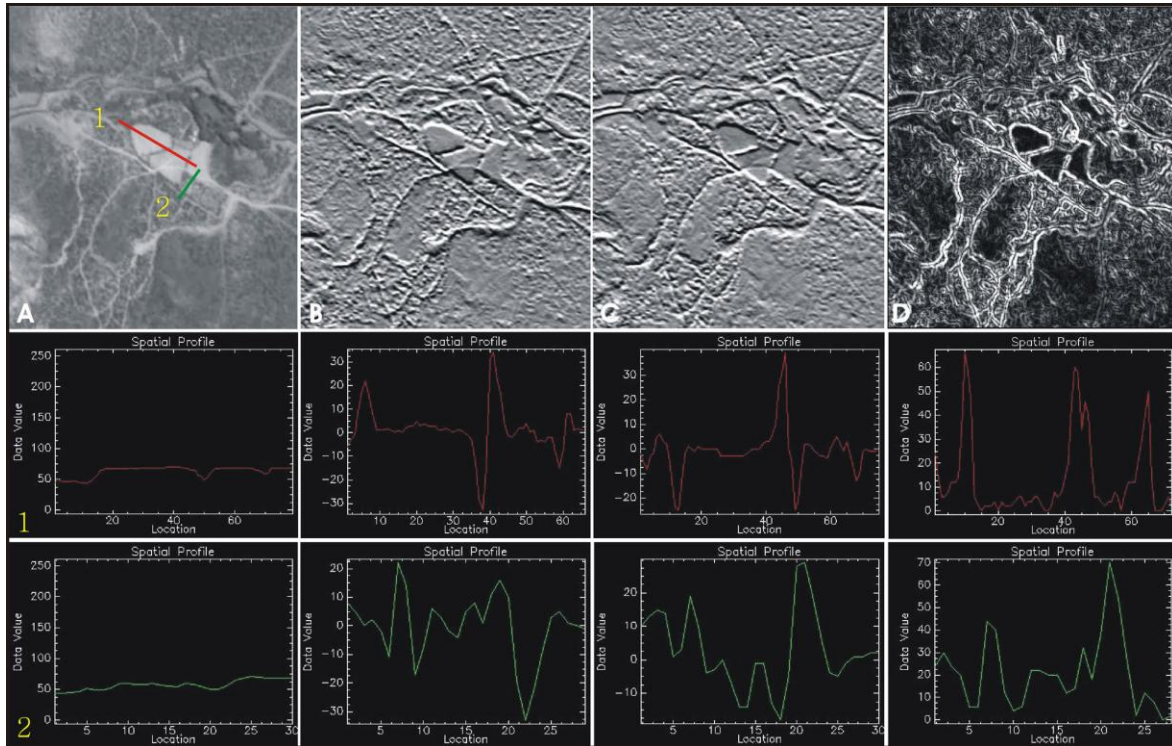 1
2
A
B
C
D
Spatial Profile
Data Value
250
200
150
100
50
0
20 40 60
Location
1
Spatial Profile
Data Value
30
20
10
0
-10
-20
-30
10 20 30 40 50 60
Location
Spatial Profile
Data Value
30
20
10
0
-10
-20
20 40 60
Location
Spatial Profile
Data Value
60
50
40
30
20
10
0
20 40 60
Location
Spatial Profile
Data Value
250
200
150
100
50
0
5 10 15 20 25 30
Location
2
Spatial Profile
Data Value
20
10
0
-10
-20
-30
5 10 15 20 25
Location
Spatial Profile
Data Value
20
10
0
-10
5 10 15 20 25
Location
Spatial Profile
Data Value
70
60
50
40
30
20
10
0
5 10 15 20 25
Location